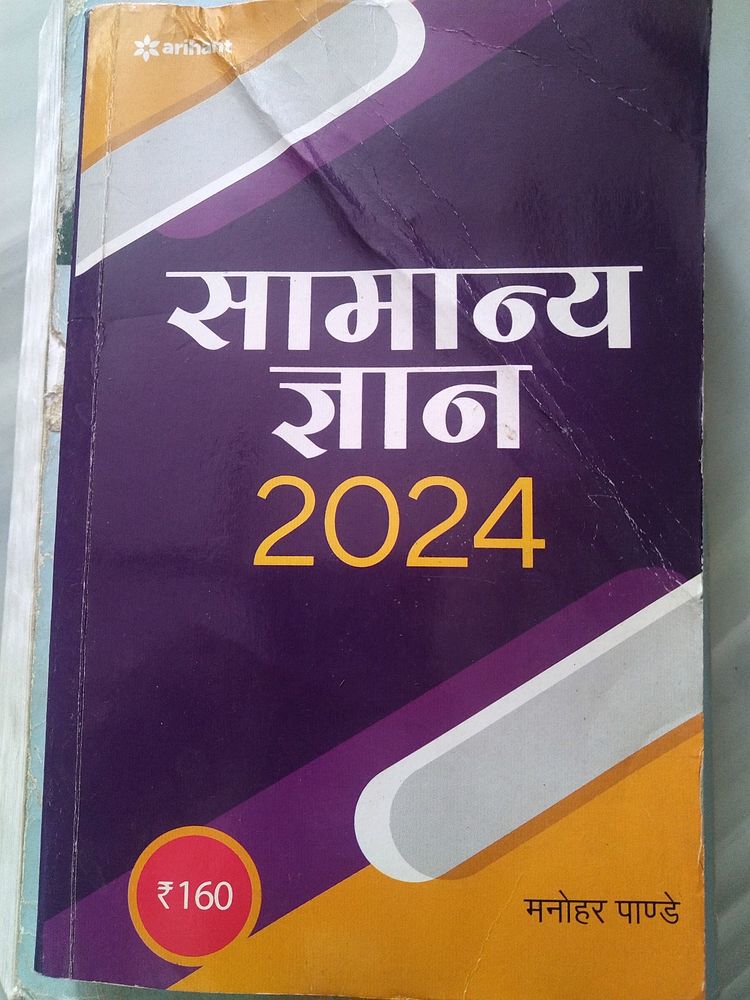 arihant
सामान्य
ज्ञान
2024
₹160
मनोहर पाण्डे